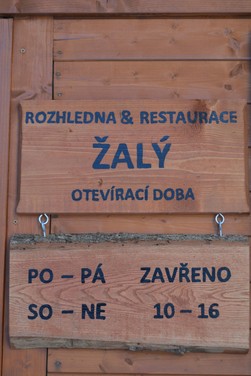 ROZHLEDNA & RESTAURACE
ŽALÝ
OTEVÍRACÍ DOBA
PO – PÁ ZAVŘENO
SO – NE 10 – 16